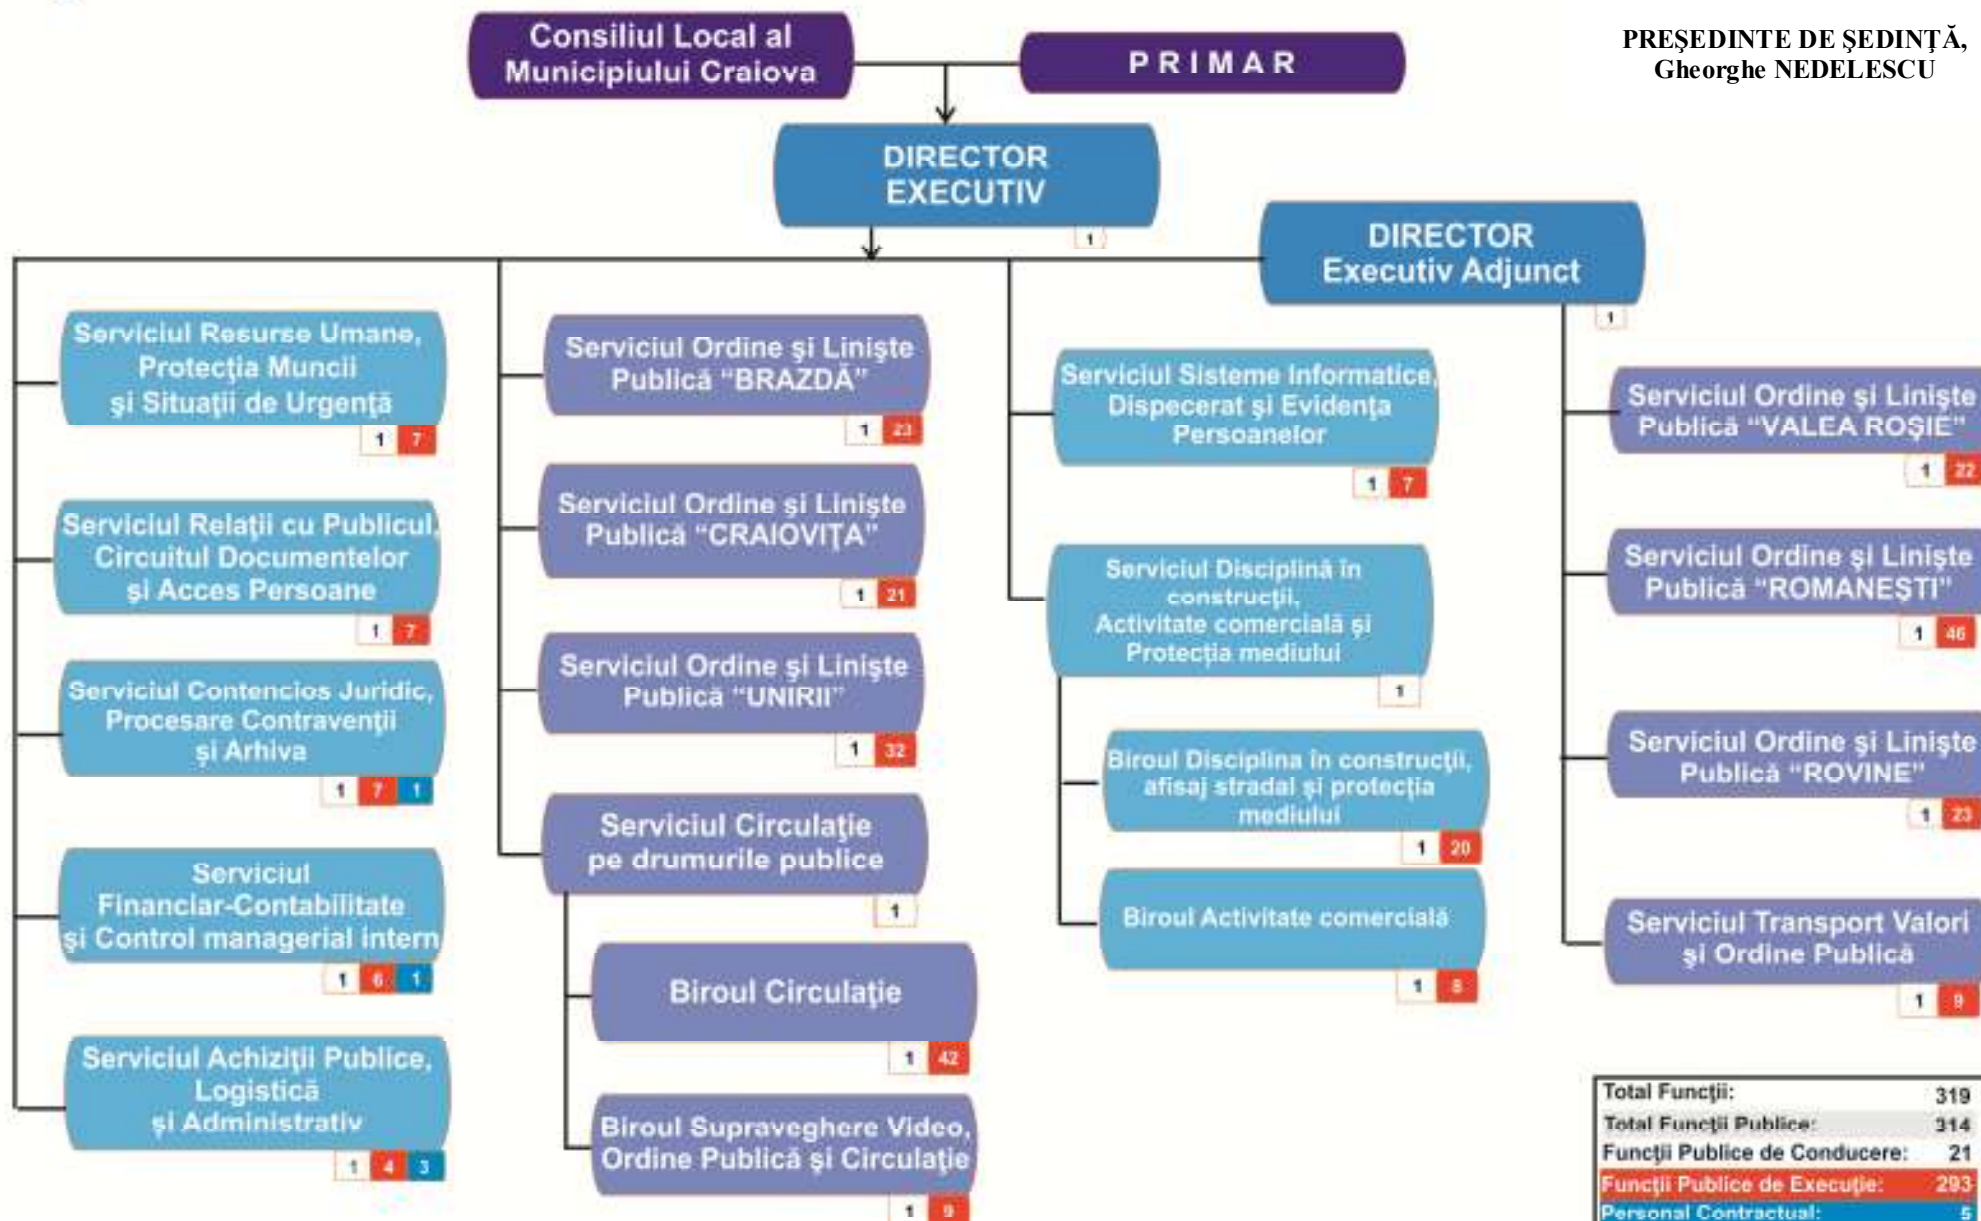 Consiliul Local al
Municipiului Craiova
PRIMAR
PREŞEDINTE DE ŞEDINŢĂ,
Gheorghe NEDELESCU
DIRECTOR
EXECUTIV
1
DIRECTOR
Executiv Adjunct
1
Serviciul Resurse Umane,
Protecţia Muncii
şi Situaţii de Urgenţă
1 7
Serviciul Relaţii cu Publicul,
Circuitul Documentelor
şi Acces Persoane
1 7
Serviciul Contencios Juridic,
Procesare Contravenţii
şi Arhiva
1 7 1
Serviciul
Financiar-Contabilitate
şi Control managerial intern
1 6 1
Serviciul Achiziţii Publice,
Logistică
şi Administrativ
1 4 3
Serviciul Ordine şi Linişte
Publică “BRAZDĂ”
1 23
Serviciul Ordine şi Linişte
Publică “CRAIOVIŢA”
1 21
Serviciul Ordine şi Linişte
Publică “UNIRII”
1 32
Serviciul Circulaţie
pe drumurile publice
1
Biroul Circulaţie
1 42
Biroul Supraveghere Video,
Ordine Publică şi Circulaţie
1 9
Serviciul Sisteme Informatice,
Dispecerat şi Evidenţa
Persoanelor
1 7
Serviciul Disciplină în
construcţii,
Activitate comercială şi
Protecţia mediului
1
Biroul Disciplina în construcţii,
afisaj stradal şi protecţia
mediului
1 20
Biroul Activitate comercială
1 8
Serviciul Ordine şi Linişte
Publică “VALEA ROŞIE”
1 22
Serviciul Ordine şi Linişte
Publică “ROMANEŞTI”
1 46
Serviciul Ordine şi Linişte
Publică “ROVINE”
1 23
Serviciul Transport Valori
şi Ordine Publică
1 9
Total Funcţii: 319
Total Funcţii Publice: 314
Funcţii Publice de Conducere: 21
Funcţii Publice de Execuţie: 293
Personal Contractual: 5